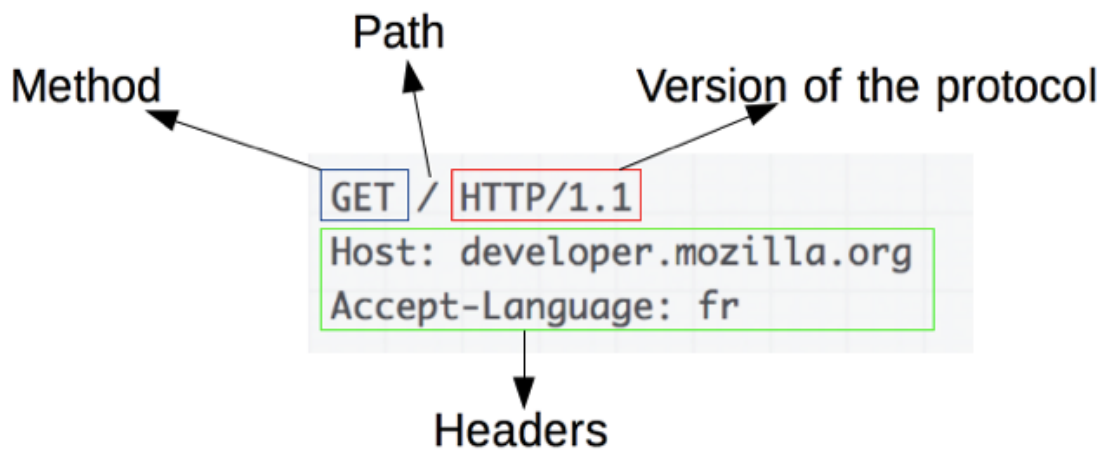 Path
Method
Version of the protocol
GET / HTTP/1.1
Host: developer.mozilla.org
Accept-Language: fr
Headers